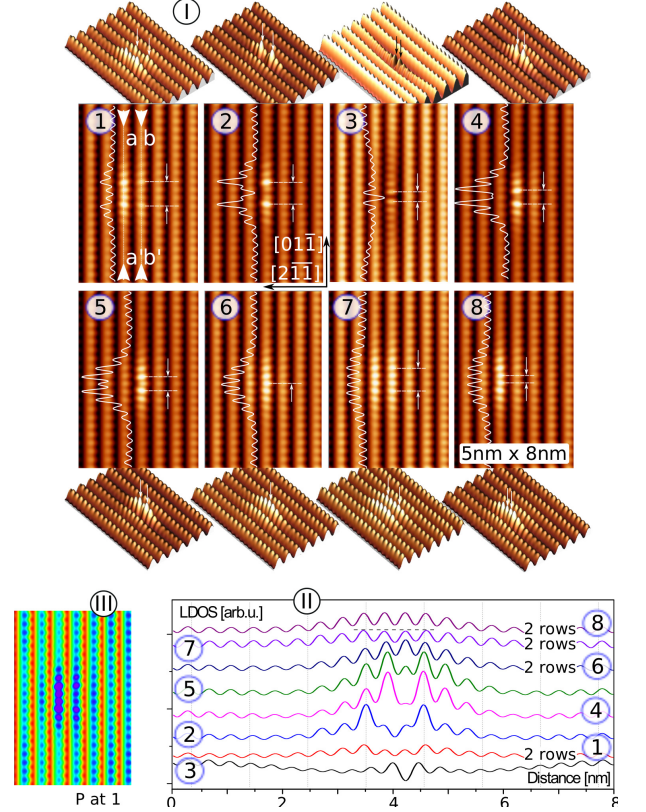 I
1
2
3
4
a b
a' b'
[011̅]
[21̅1̅]
5
6
7
8
5nm x 8nm
III
II
LDOS [arb.u.]
2 rows
8
7
2 rows
2 rows
6
5
4
2
1
2 rows
3
Distance [nm]
P at 1
0
2
4
6
8